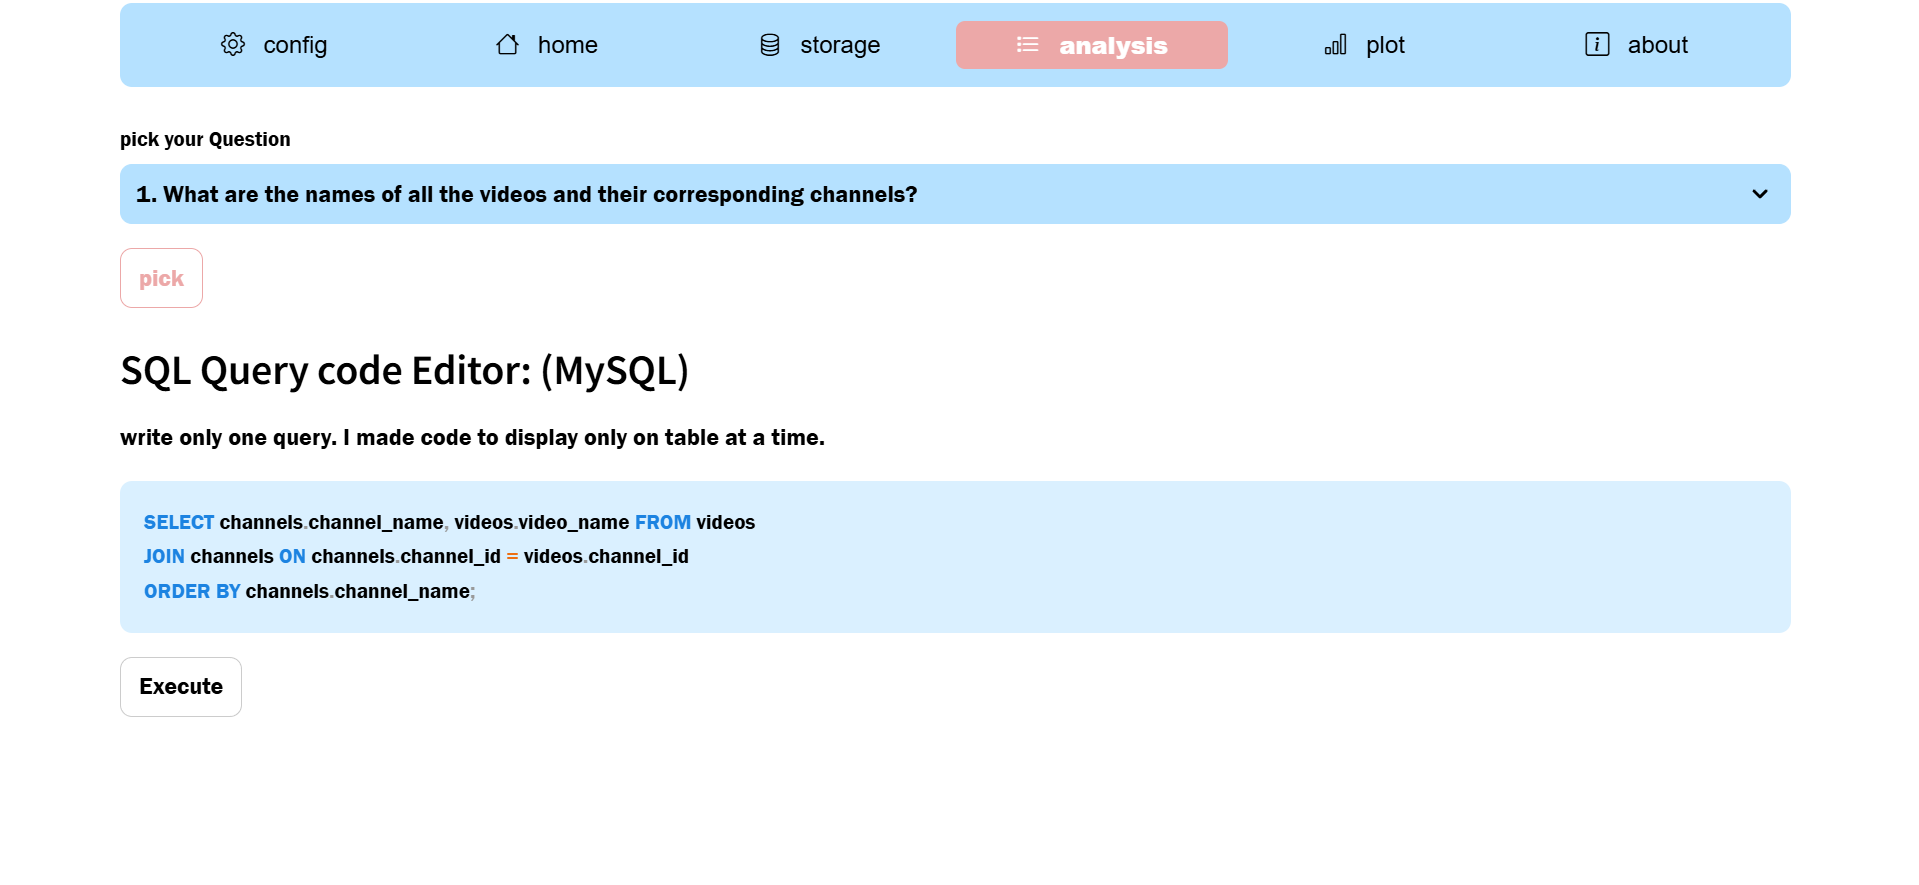 config home storage analysis plot about
pick your Question
1. What are the names of all the videos and their corresponding channels?
pick
SQL Query code Editor: (MySQL)
write only one query. I made code to display only on table at a time.
SELECT channels.channel_name, videos.video_name FROM videos
JOIN channels ON channels.channel_id = videos.channel_id
ORDER BY channels.channel_name;
Execute